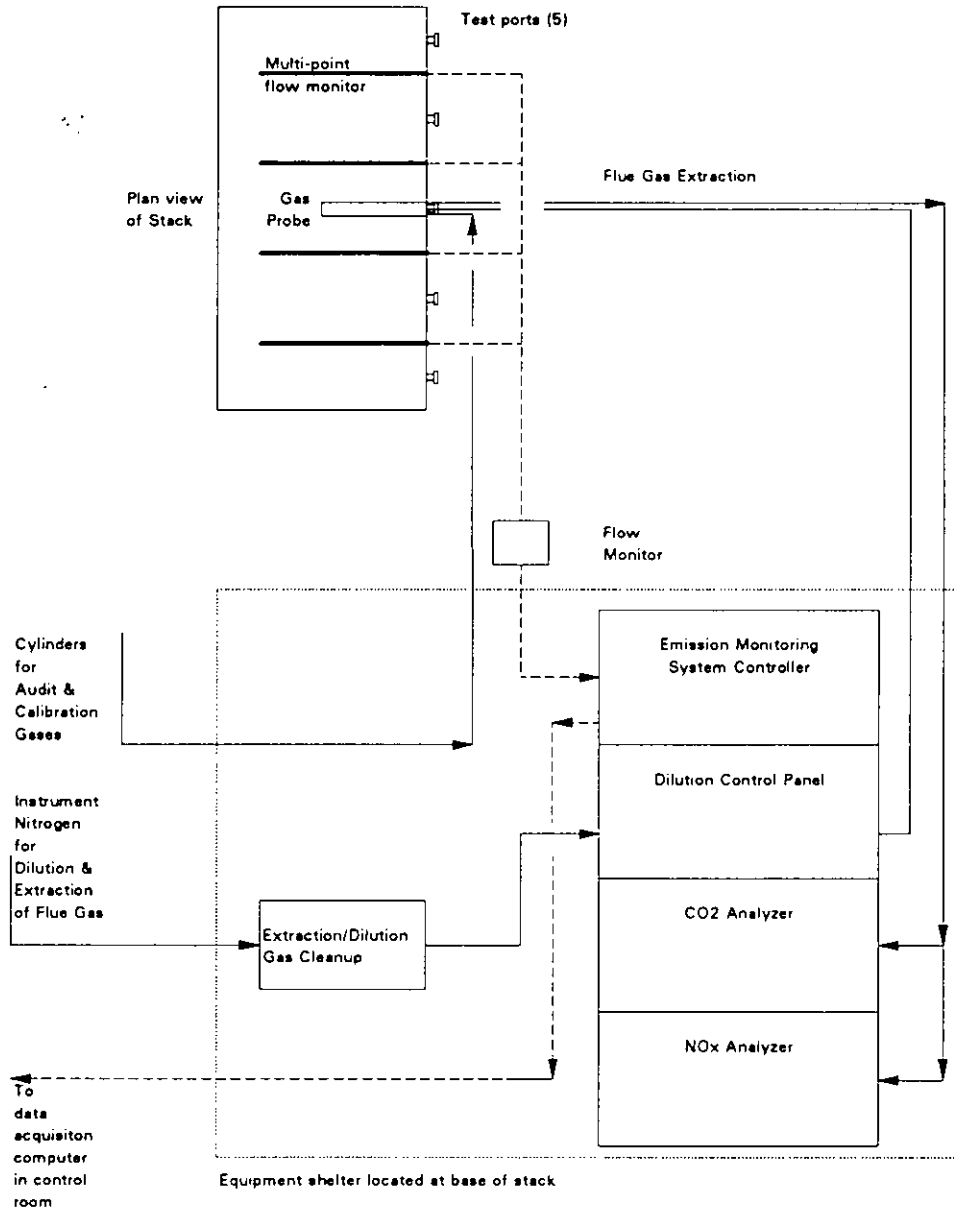 Test ports (5)
Multi-point
flow monitor
Flue Gas Extraction
Plan view
of Stack
Gas
Probe
Flow
Monitor
Cylinders
for
Audit &
Calibration
Gases
Emission Monitoring
System Controller
Instrument
Nitrogen
for
Dilution &
Extraction
of Flue Gas
Dilution Control Panel
Extraction/Dilution
Gas Cleanup
CO2 Analyzer
NOx Analyzer
To
data
acquisiton
computer
in control
room
Equipment shelter located at base of stack